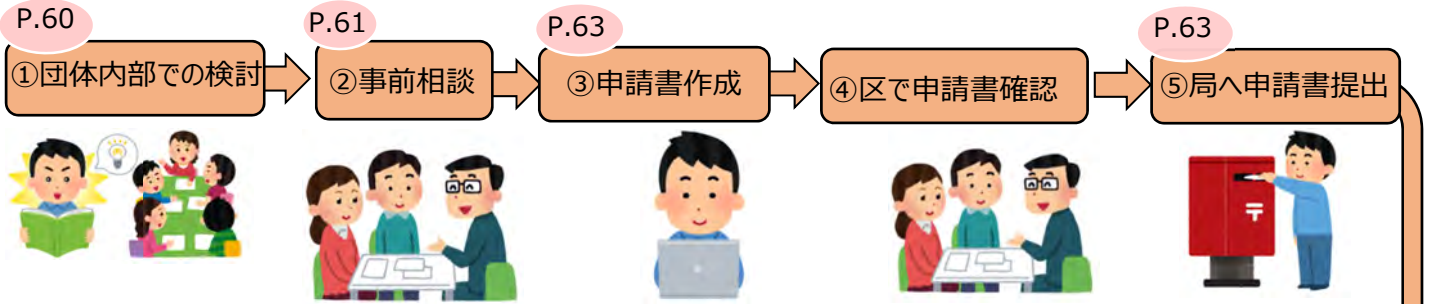 P.60
①団体内部での検討
P.61
②事前相談
P.63
③申請書作成
④区で申請書確認
P.63
⑤局へ申請書提出
〒